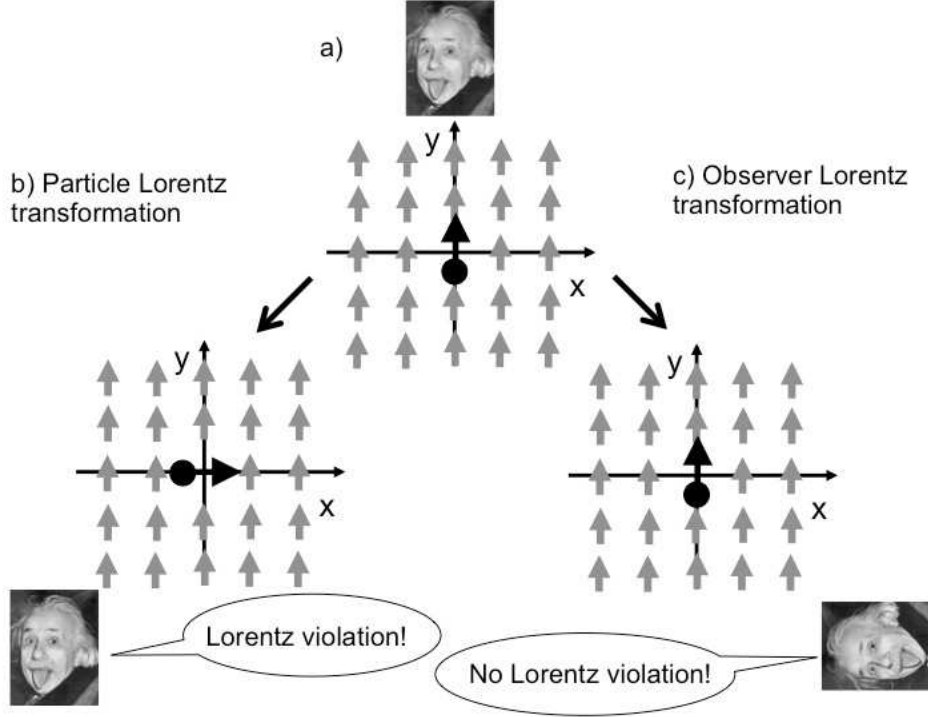 a)
y
b) Particle Lorentz
transformation
c) Observer Lorentz
transformation
x
y
x
y
x
Lorentz violation!
No Lorentz violation!